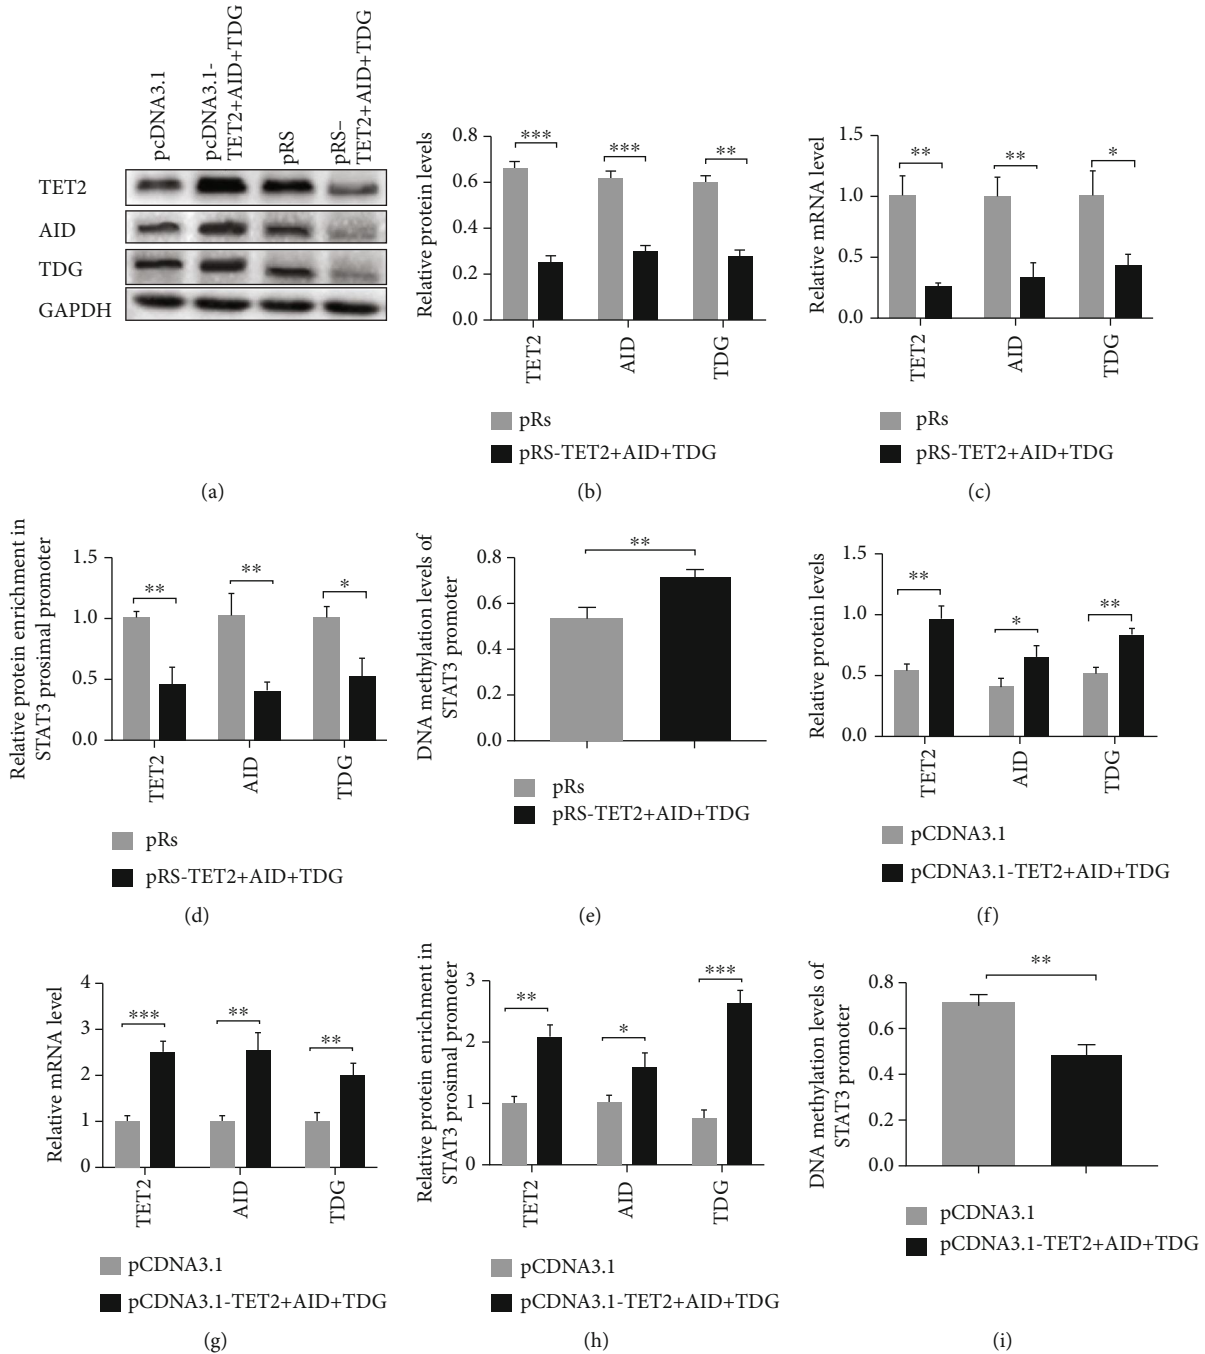 pcDNA3.1
pcDNA3.1-
TET2+AID+TDG
pRS
pRS–
TET2+AID+TDG
TET2
AID
TDG
GAPDH
(a)
Relative protein levels
0.8
0.6
0.4
0.2
0.0
***
***
**
TET2
AID
TDG
pRs
pRS-TET2+AID+TDG
(b)
Relative mRNA level
1.5
1.0
0.5
0.0
**
**
*
TET2
AID
TDG
pRs
pRS-TET2+AID+TDG
(c)
Relative protein enrichment in
STAT3 prosimal promoter
1.5
1.0
0.5
0.0
**
**
*
TET2
AID
TDG
pRs
pRS-TET2+AID+TDG
(d)
DNA methylation levels of
STAT3 promoter
0.8
0.6
0.4
0.2
0.0
**
pRs
pRS-TET2+AID+TDG
(e)
Relative protein levels
1.5
1.0
0.5
0.0
**
*
**
TET2
AID
TDG
pCDNA3.1
pCDNA3.1-TET2+AID+TDG
(f)
Relative mRNA level
4
3
2
1
0
***
**
**
TET2
AID
TDG
pCDNA3.1
pCDNA3.1-TET2+AID+TDG
(g)
Relative protein enrichment in
STAT3 prosimal promoter
3
2
1
0
**
*
***
TET2
AID
TDG
pCDNA3.1
pCDNA3.1-TET2+AID+TDG
(h)
DNA methylation levels of
STAT3 promoter
0.8
0.6
0.4
0.2
0.0
**
pCDNA3.1
pCDNA3.1-TET2+AID+TDG
(i)